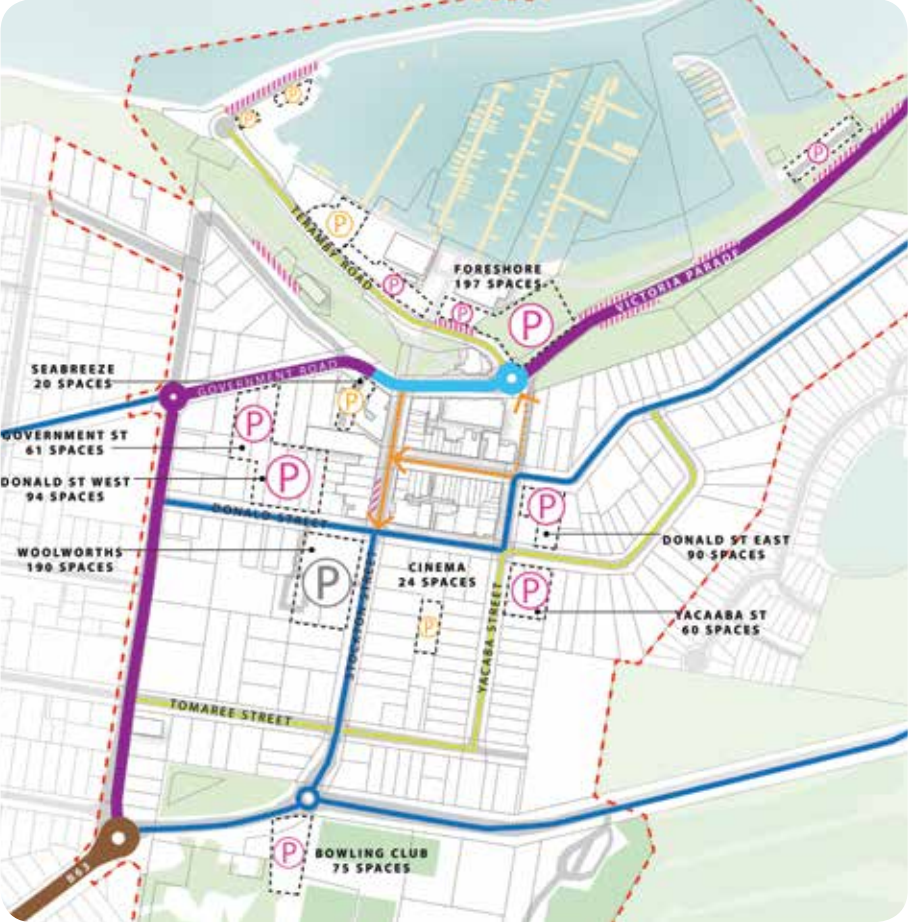 P
P
P
P
TERAMBY ROAD
FORESHORE
197 SPACES
P
P
P
VICTORIA PARADE
SEABREEZE
20 SPACES
GOVERNMENT ROAD
P
GOVERNMENT ST
61 SPACES
P
P
DONALD ST WEST
94 SPACES
DONALD STREET
P
DONALD ST EAST
90 SPACES
WOOLWORTHS
190 SPACES
P
CINEMA
24 SPACES
P
P
YACAABA ST
60 SPACES
STOCKTON STREET
YACABA STREET
TOMAREE STREET
B63
P
BOWLING CLUB
75 SPACES